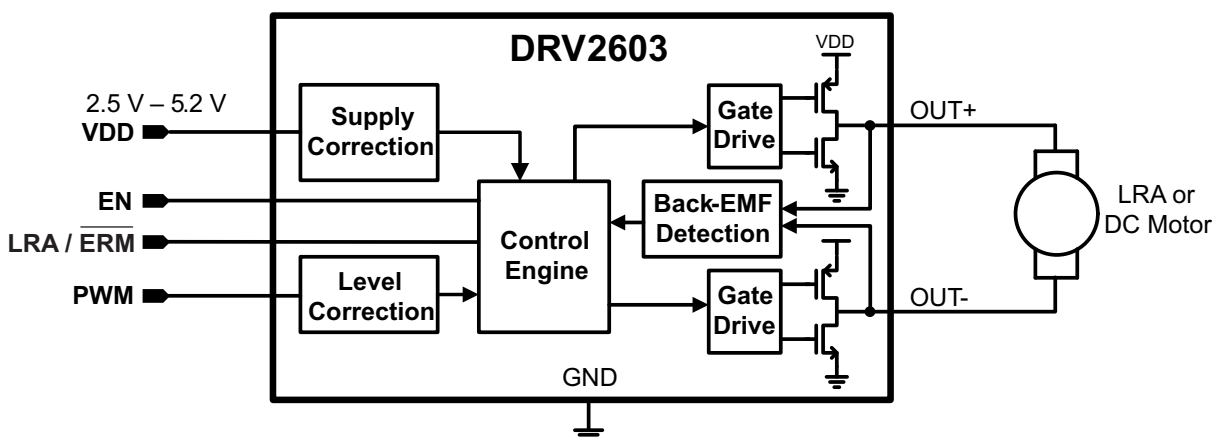 DRV2603
VDD
2.5 V – 5.2 V
VDD
Supply
Correction
Gate
Drive
OUT+
EN
LRA / ERM
Control
Engine
Back-EMF
Detection
LRA or
DC Motor
PWM
Level
Correction
Gate
Drive
OUT-
GND